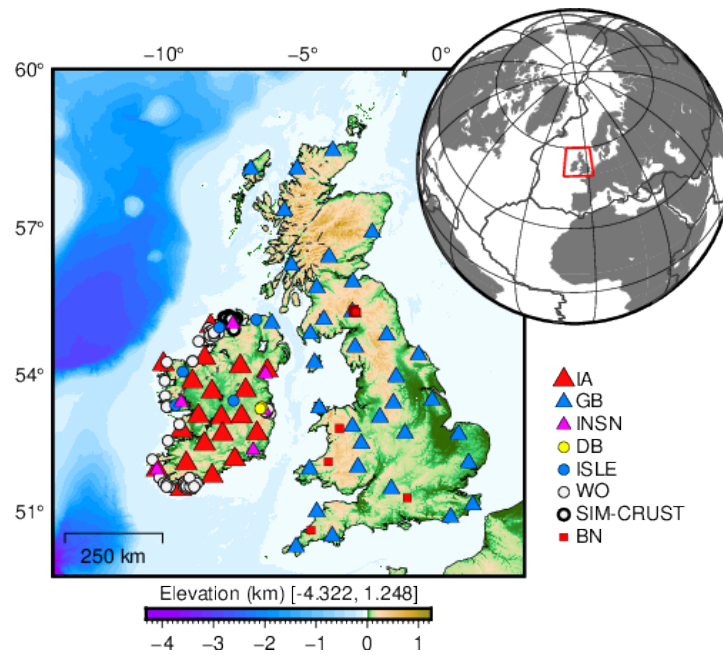 −10° −5° 0°
60°
57°
54°
51°
250 km
IA
GB
INSN
DB
ISLE
WO
SIM-CRUST
BN
Elevation (km) [-4.322, 1.248]
−4 −3 −2 −1 0 1